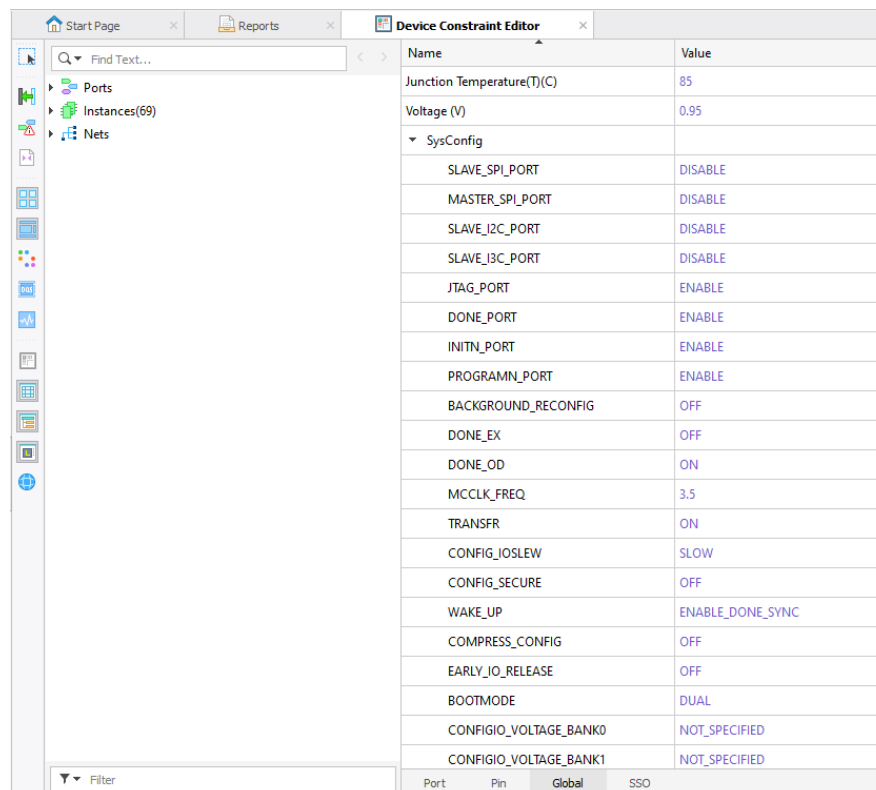 Start Page
Reports
Device Constraint Editor
Find Text...
Ports
Instances(69)
Nets
Filter
Name Value
Junction Temperature(T)(C) 85
Voltage (V) 0.95
SysConfig
SLAVE_SPI_PORT DISABLE
MASTER_SPI_PORT DISABLE
SLAVE_I2C_PORT DISABLE
SLAVE_I3C_PORT DISABLE
JTAG_PORT ENABLE
DONE_PORT ENABLE
INITN_PORT ENABLE
PROGRAMN_PORT ENABLE
BACKGROUND_RECONFIG OFF
DONE_EX OFF
DONE_OD ON
MCCLK_FREQ 3.5
TRANSFR ON
CONFIG_IOSLEW SLOW
CONFIG_SECURE OFF
WAKE_UP ENABLE_DONE_SYNC
COMPRESS_CONFIG OFF
EARLY_IO_RELEASE OFF
BOOTMODE DUAL
CONFIGIO_VOLTAGE_BANK0 NOT_SPECIFIED
CONFIGIO_VOLTAGE_BANK1 NOT_SPECIFIED
Port Pin Global SSO